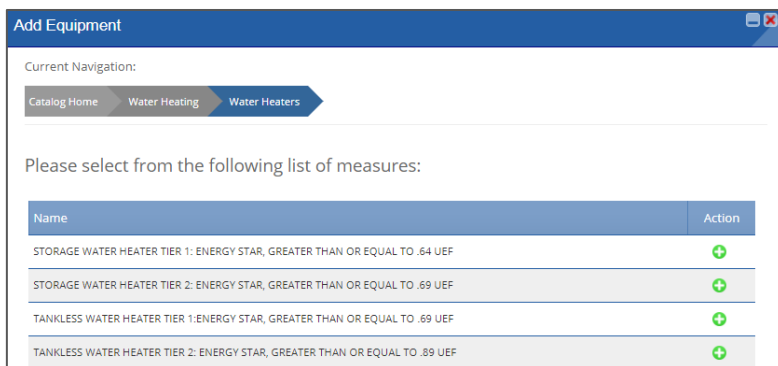 Add Equipment
Current Navigation:
Catalog Home Water Heating Water Heaters
Please select from the following list of measures:
Name Action
STORAGE WATER HEATER TIER 1: ENERGY STAR, GREATER THAN OR EQUAL TO .64 UEF
STORAGE WATER HEATER TIER 2: ENERGY STAR, GREATER THAN OR EQUAL TO .69 UEF
TANKLESS WATER HEATER TIER 1:ENERGY STAR, GREATER THAN OR EQUAL TO .69 UEF
TANKLESS WATER HEATER TIER 2: ENERGY STAR, GREATER THAN OR EQUAL TO .89 UEF